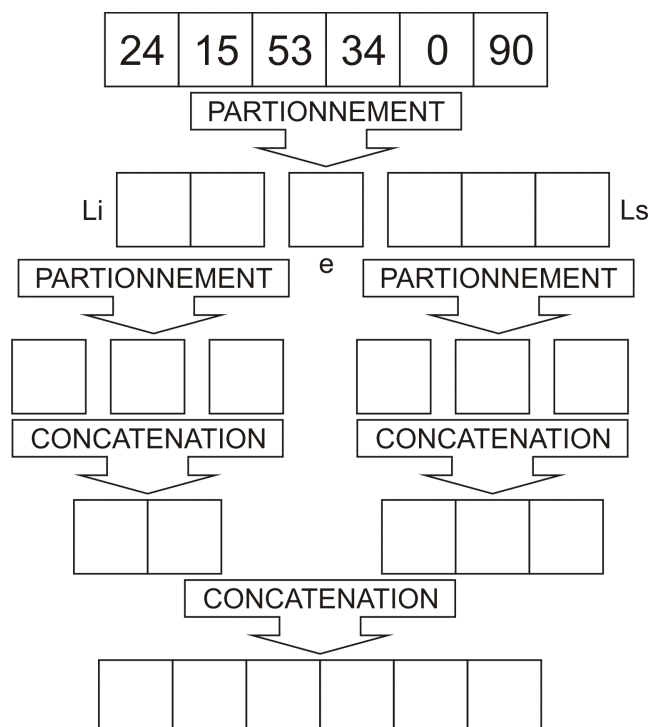 24 15 53 34 0 90
PARTIONNEMENT
Li Ls
e
PARTIONNEMENT PARTIONNEMENT
CONCATENATION CONCATENATION
CONCATENATION